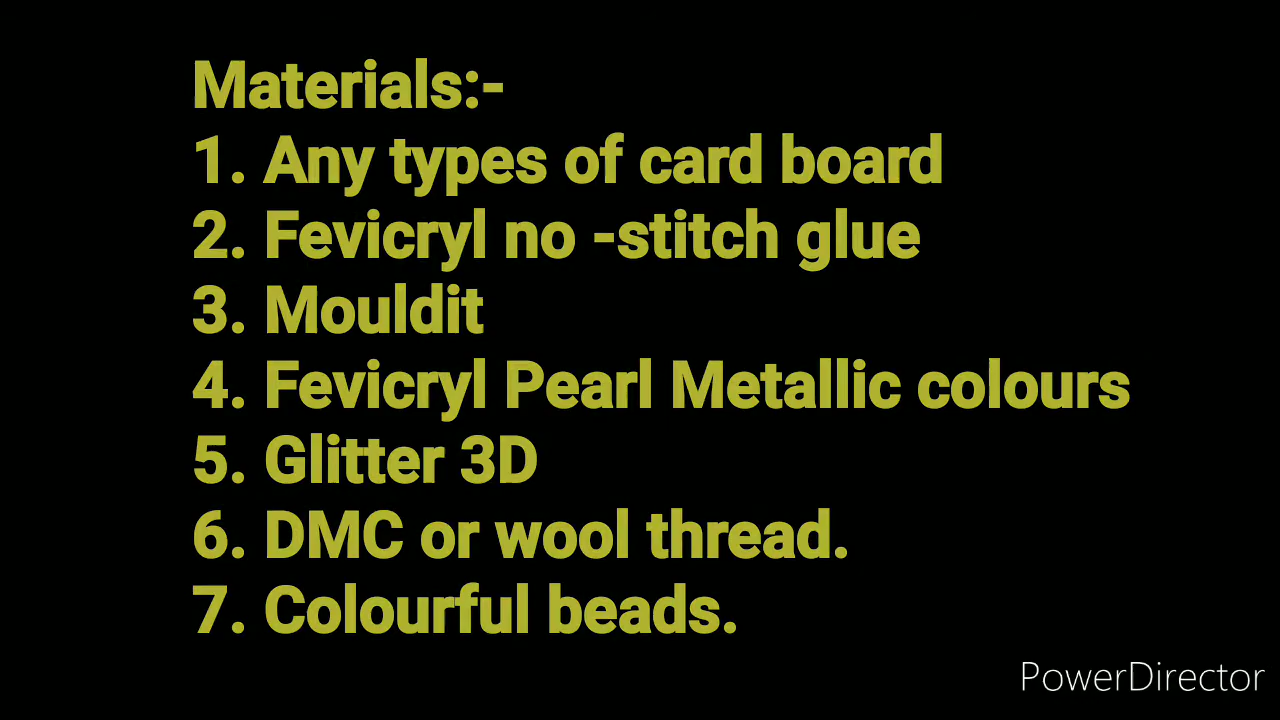 Materials:-
1. Any types of card board
2. Fevicryl no -stitch glue
3. Mouldit
4. Fevicryl Pearl Metallic colours
5. Glitter 3D
6. DMC or wool thread.
7. Colourful beads.
PowerDirector